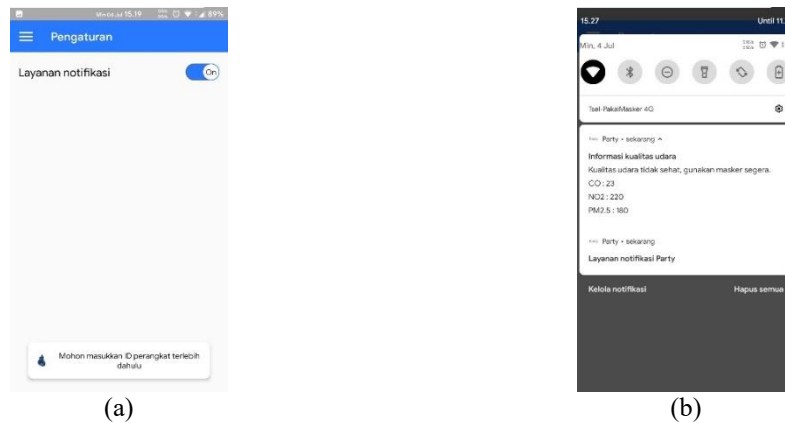 Min 04 Jul 15.19
89%
Pengaturan
Layanan notifikasi
On
Mohon masukkan ID perangkat terlebih
dahulu
(a)
15.27
Until 11.
Min, 4 Jul
Tsel-PakaiMasker 4G
Party • sekarang
Informasi kualitas udara
Kualitas udara tidak sehat, gunakan masker segera.
CO : 23
NO2 : 220
PM2.5 : 180
Party • sekarang
Layanan notifikasi Party
Kelola notifikasi
Hapus semua
(b)